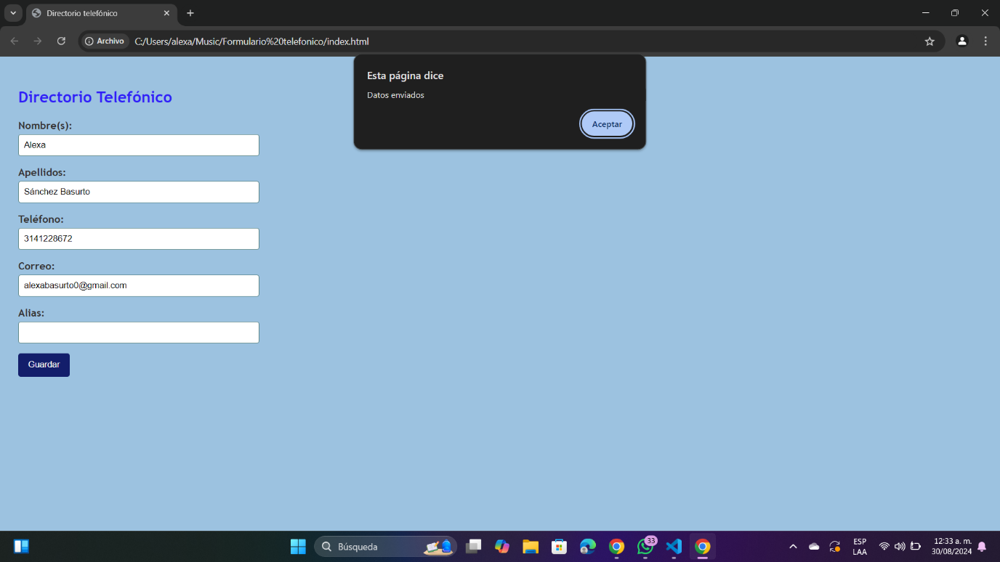 Directorio telefónico
Archivo
C:/Users/alexa/Music/Formulario%20telefonico/index.html
Esta página dice
Datos enviados
Aceptar
Directorio Telefónico
Nombre(s):
Alexa
Apellidos:
Sánchez Basurto
Teléfono:
3141228672
Correo:
alexabasurto0@gmail.com
Alias:
Guardar
Búsqueda
33
ESP
LAA
12:33 a. m.
30/08/2024